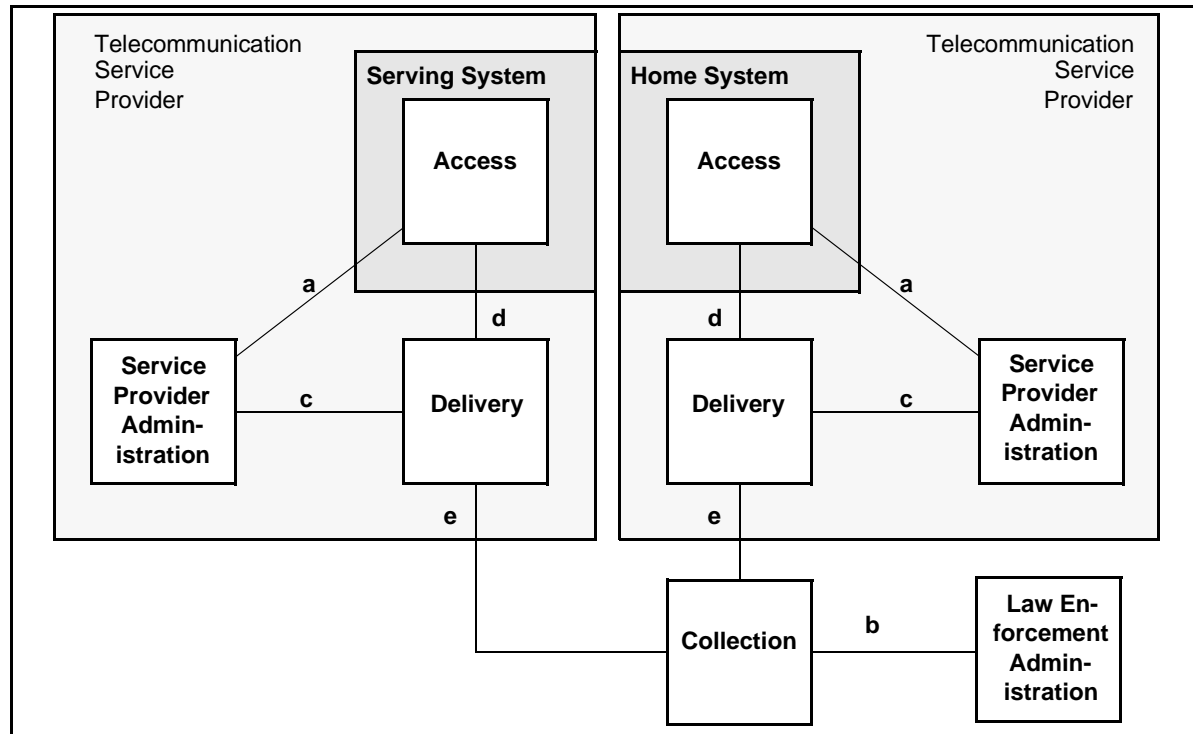 Telecommunication
Service
Provider
Telecommunication
Service
Provider
Serving System
Home System
Access
Access
a
a
d
d
Service
Provider
Admin-
istration
c
Delivery
Delivery
c
Service
Provider
Admin-
istration
e
e
Collection
b
Law En-
forcement
Admin-
istration